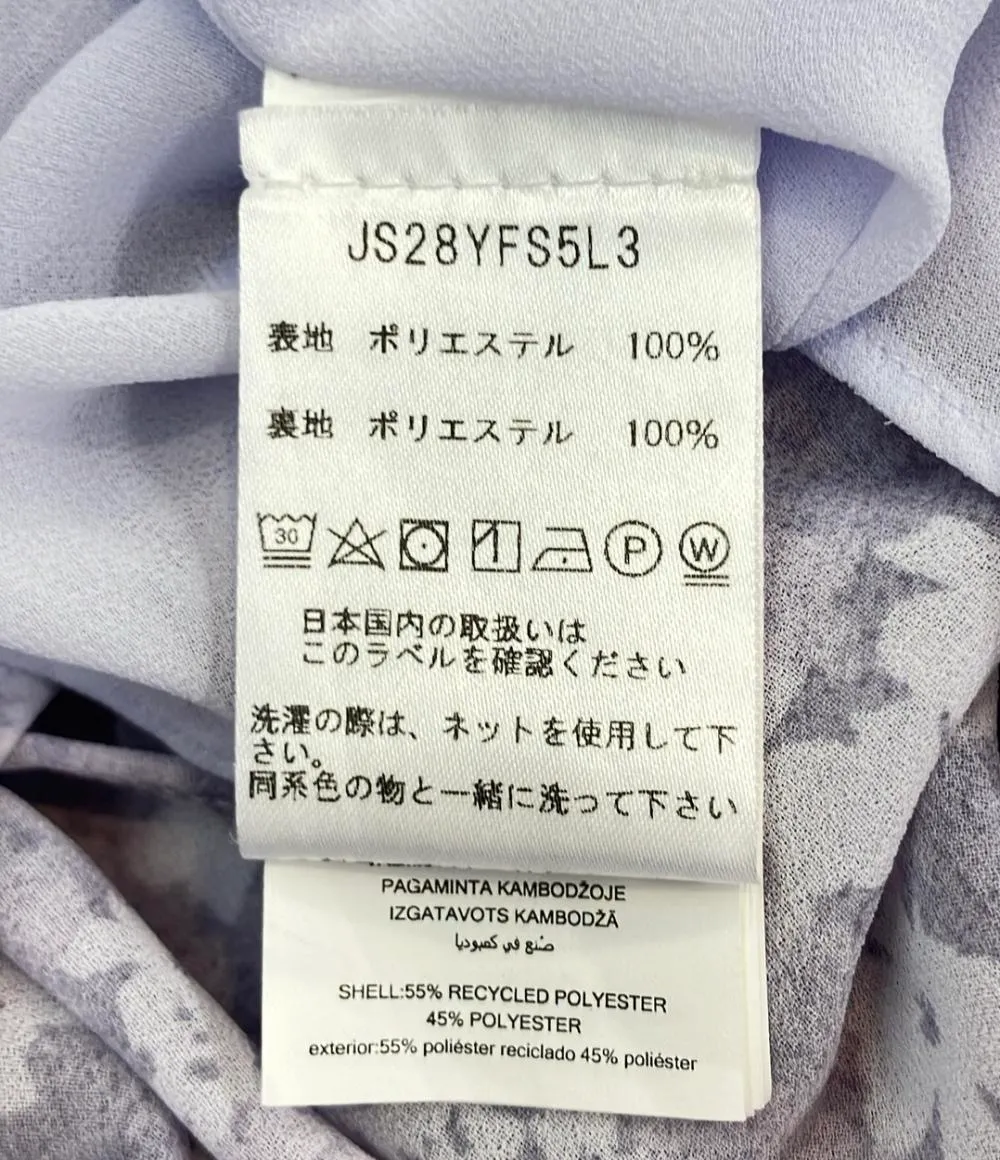 JS28YFS5L3
表地 ポリエステル 100%
裏地 ポリエステル 100%
30 P W
日本国内の取扱いは
このラベルを確認ください
洗濯の際は、ネットを使用して下
さい。
同系色の物と一緒に洗って下さい
PAGAMINTA KAMBODŽOJE
IZGATAVOTS KAMBODŽĀ
صُنع في كمبوديا
SHELL:55% RECYCLED POLYESTER
45% POLYESTER
exterior:55% poliéster reciclado 45% poliéster